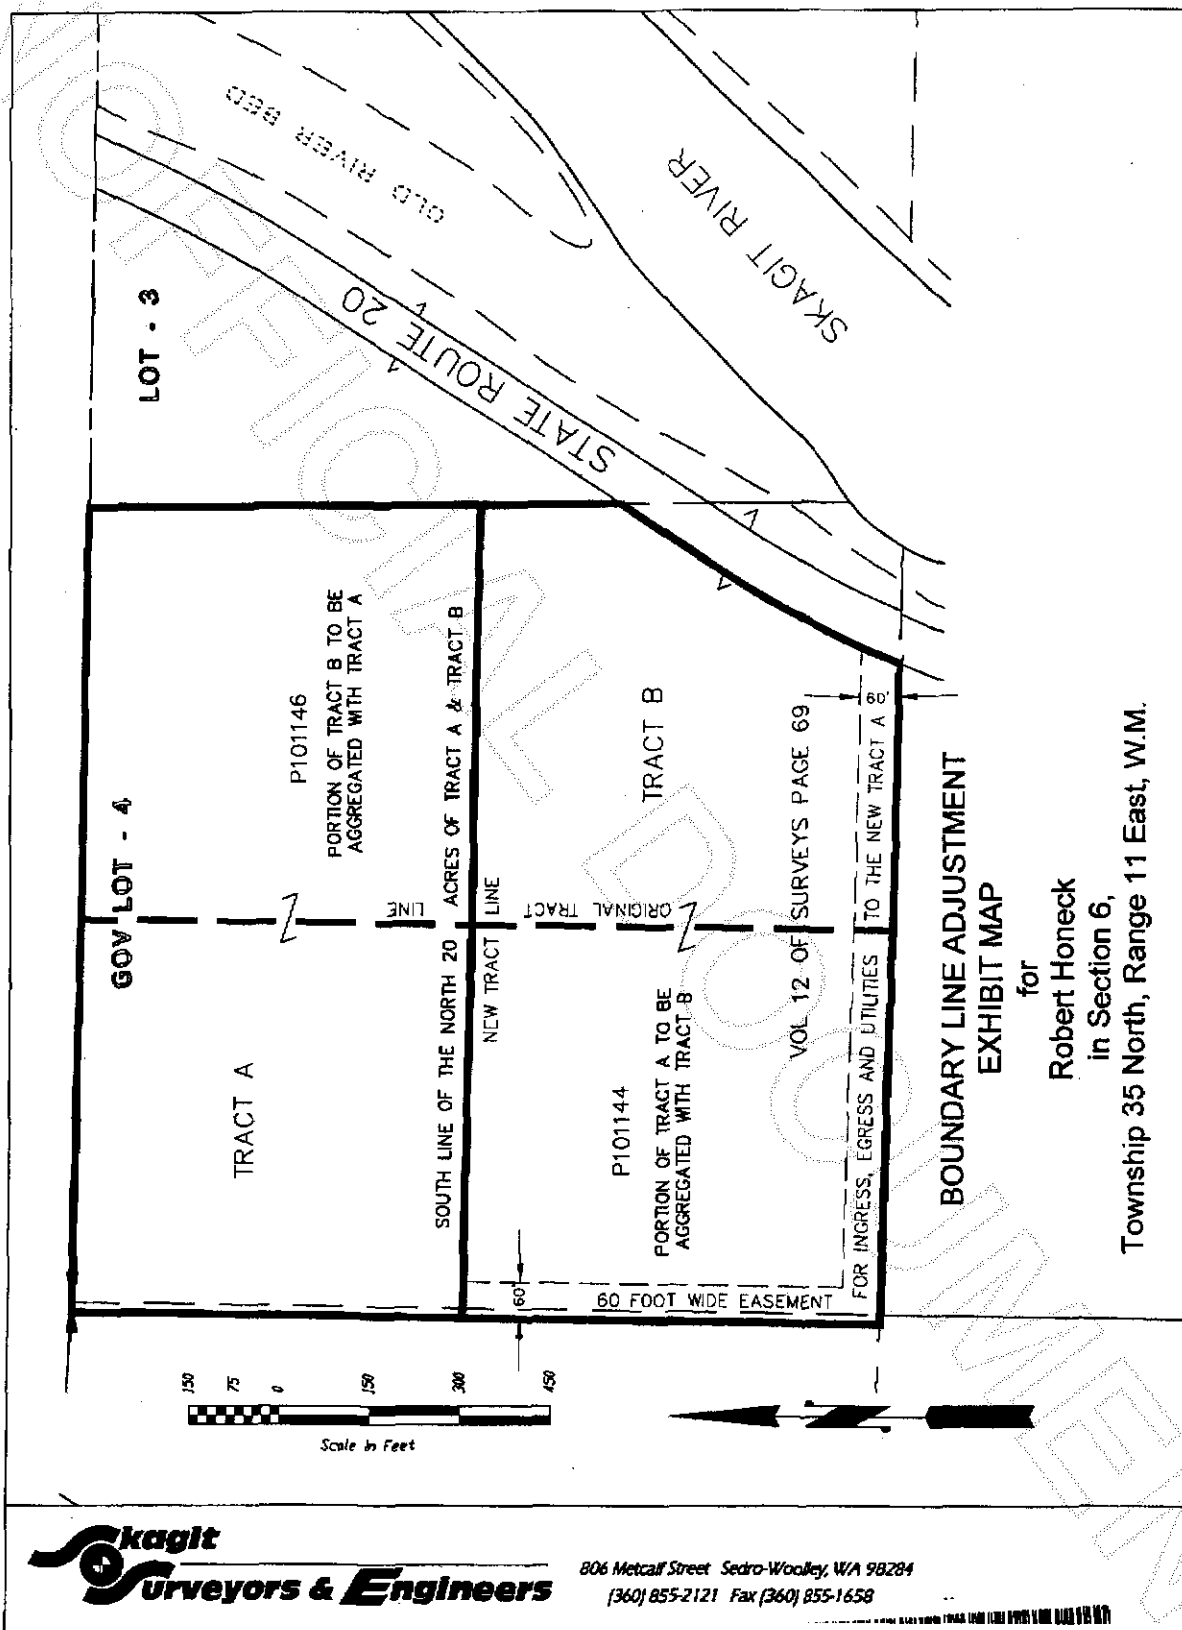 LOT - 3
OLD RIVER BED
SKAGIT RIVER
STATE ROUTE 20
GOV LOT - 4
P101146
PORTION OF TRACT B TO BE
AGGREGATED WITH TRACT A
TRACT A
SOUTH LINE OF THE NORTH 20 ACRES OF TRACT A & TRACT B
NEW TRACT LINE
ORIGINAL TRACT LINE
TRACT B
P101144
PORTION OF TRACT A TO BE
AGGREGATED WITH TRACT B
VOL 12 OF SURVEYS PAGE 69
60'
60'
60 FOOT WIDE EASEMENT
FOR INGRESS, EGRESS AND UTILITIES TO THE NEW TRACT A
BOUNDARY LINE ADJUSTMENT
EXHIBIT MAP
for
Robert Honeck
in Section 6,
Township 35 North, Range 11 East, W.M.
150 75 0 150 300 450
Scale in Feet
Skagit
Surveyors & Engineers
806 Metcalf Street Sedro-Woolley, WA 98284
(360) 855-2121 Fax (360) 855-1658
UNOFFICIAL DOCUMENT